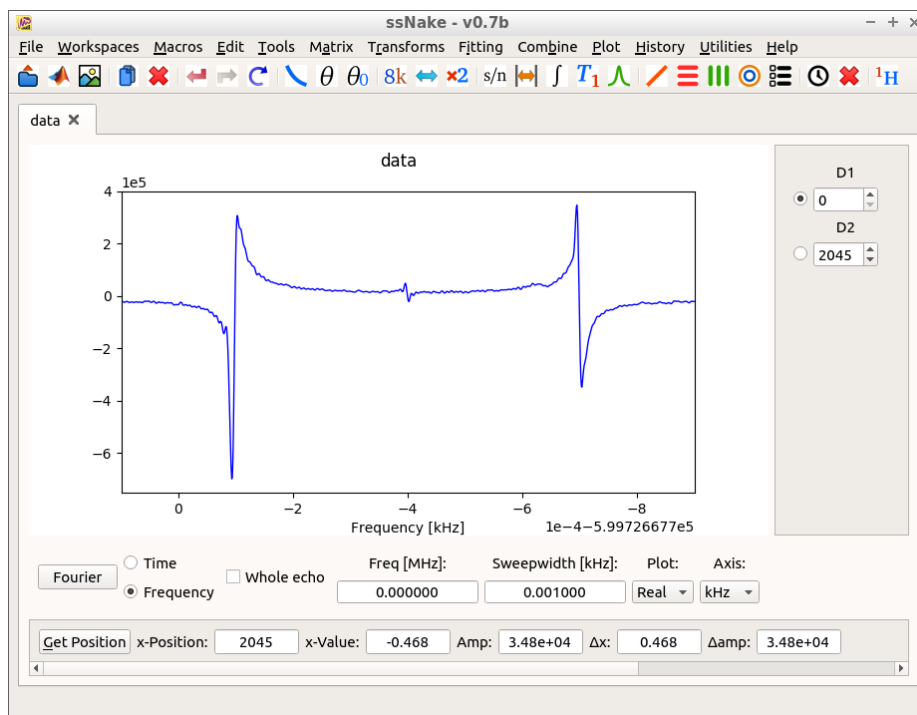 ssNake - v0.7b
File Workspaces Macros Edit Tools Matrix Transforms Fitting Combine Plot History Utilities Help
θ θ0 8k ×2 s/n ∫ T1 1H
data
data
1e5
4
2
0
−2
−4
−6
0 −2 −4 −6 −8
Frequency [kHz] 1e−4−5.99726677e5
D1
0
D2
2045
Fourier
Time
Frequency
Whole echo
Freq [MHz]: Sweepwidth [kHz]: Plot: Axis:
0.000000 0.001000 Real kHz
Get Position x-Position: 2045 x-Value: -0.468 Amp: 3.48e+04 Δx: 0.468 Δamp: 3.48e+04